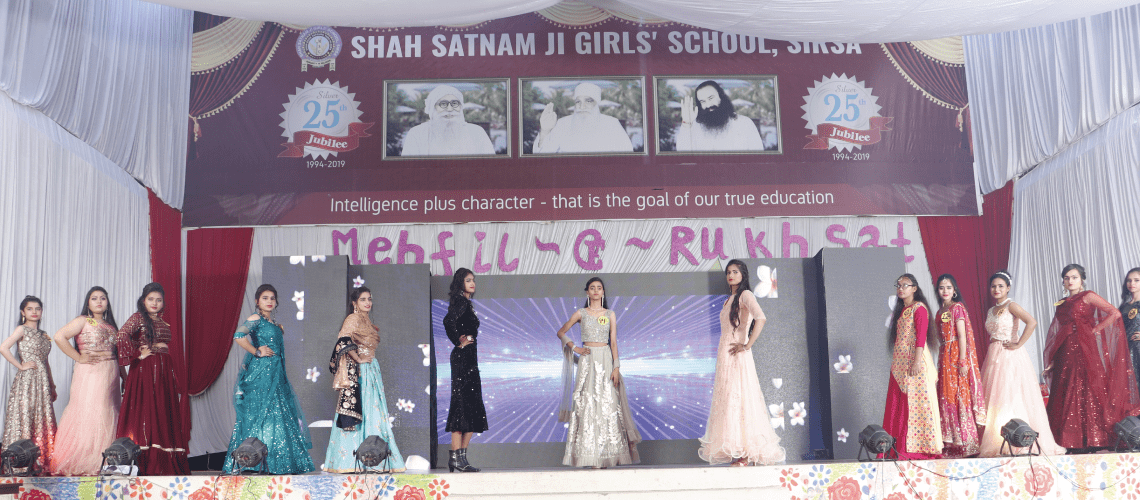 SHAH SATNAM JI GIRLS' SCHOOL, SIRSA
Silver
25th
Jubilee
1994-2019
Silver
25th
Jubilee
1994-2019
Intelligence plus character - that is the goal of our true education
Mehfil ~ e ~ Rukhsat